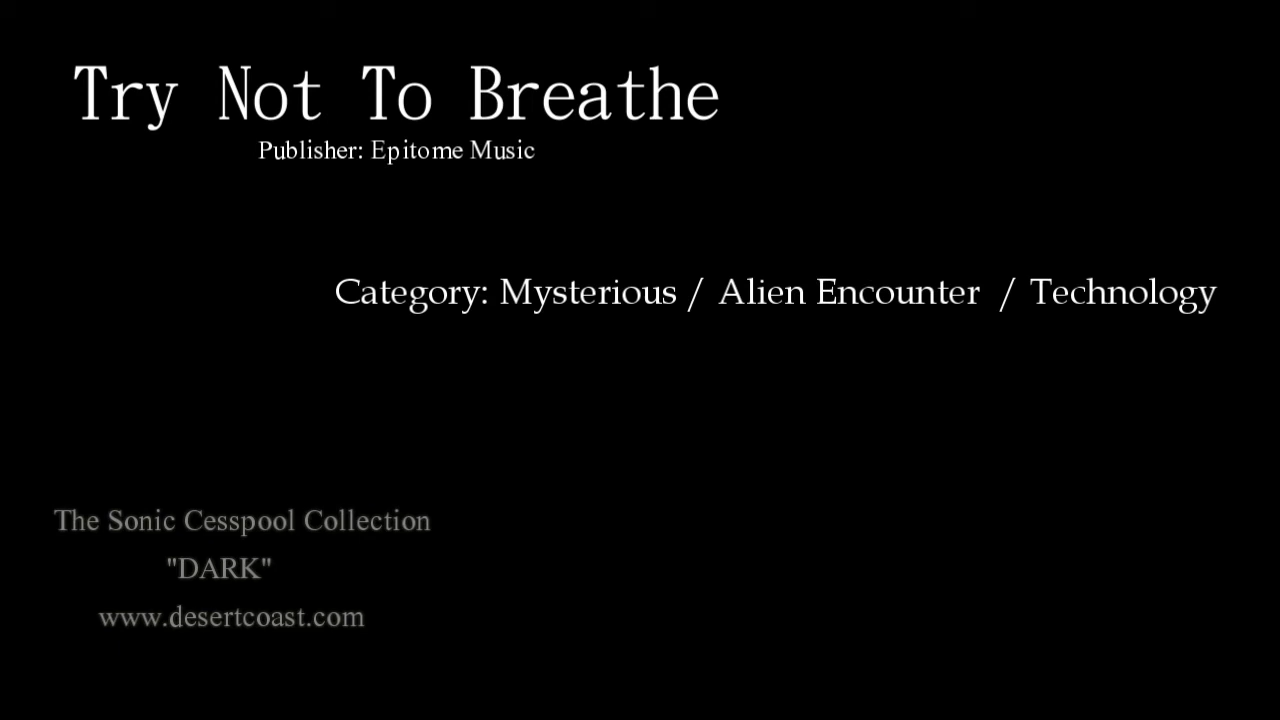 Try Not To Breathe
Publisher: Epitome Music
Category: Mysterious / Alien Encounter / Technology
The Sonic Cesspool Collection
"DARK"
www.desertcoast.com